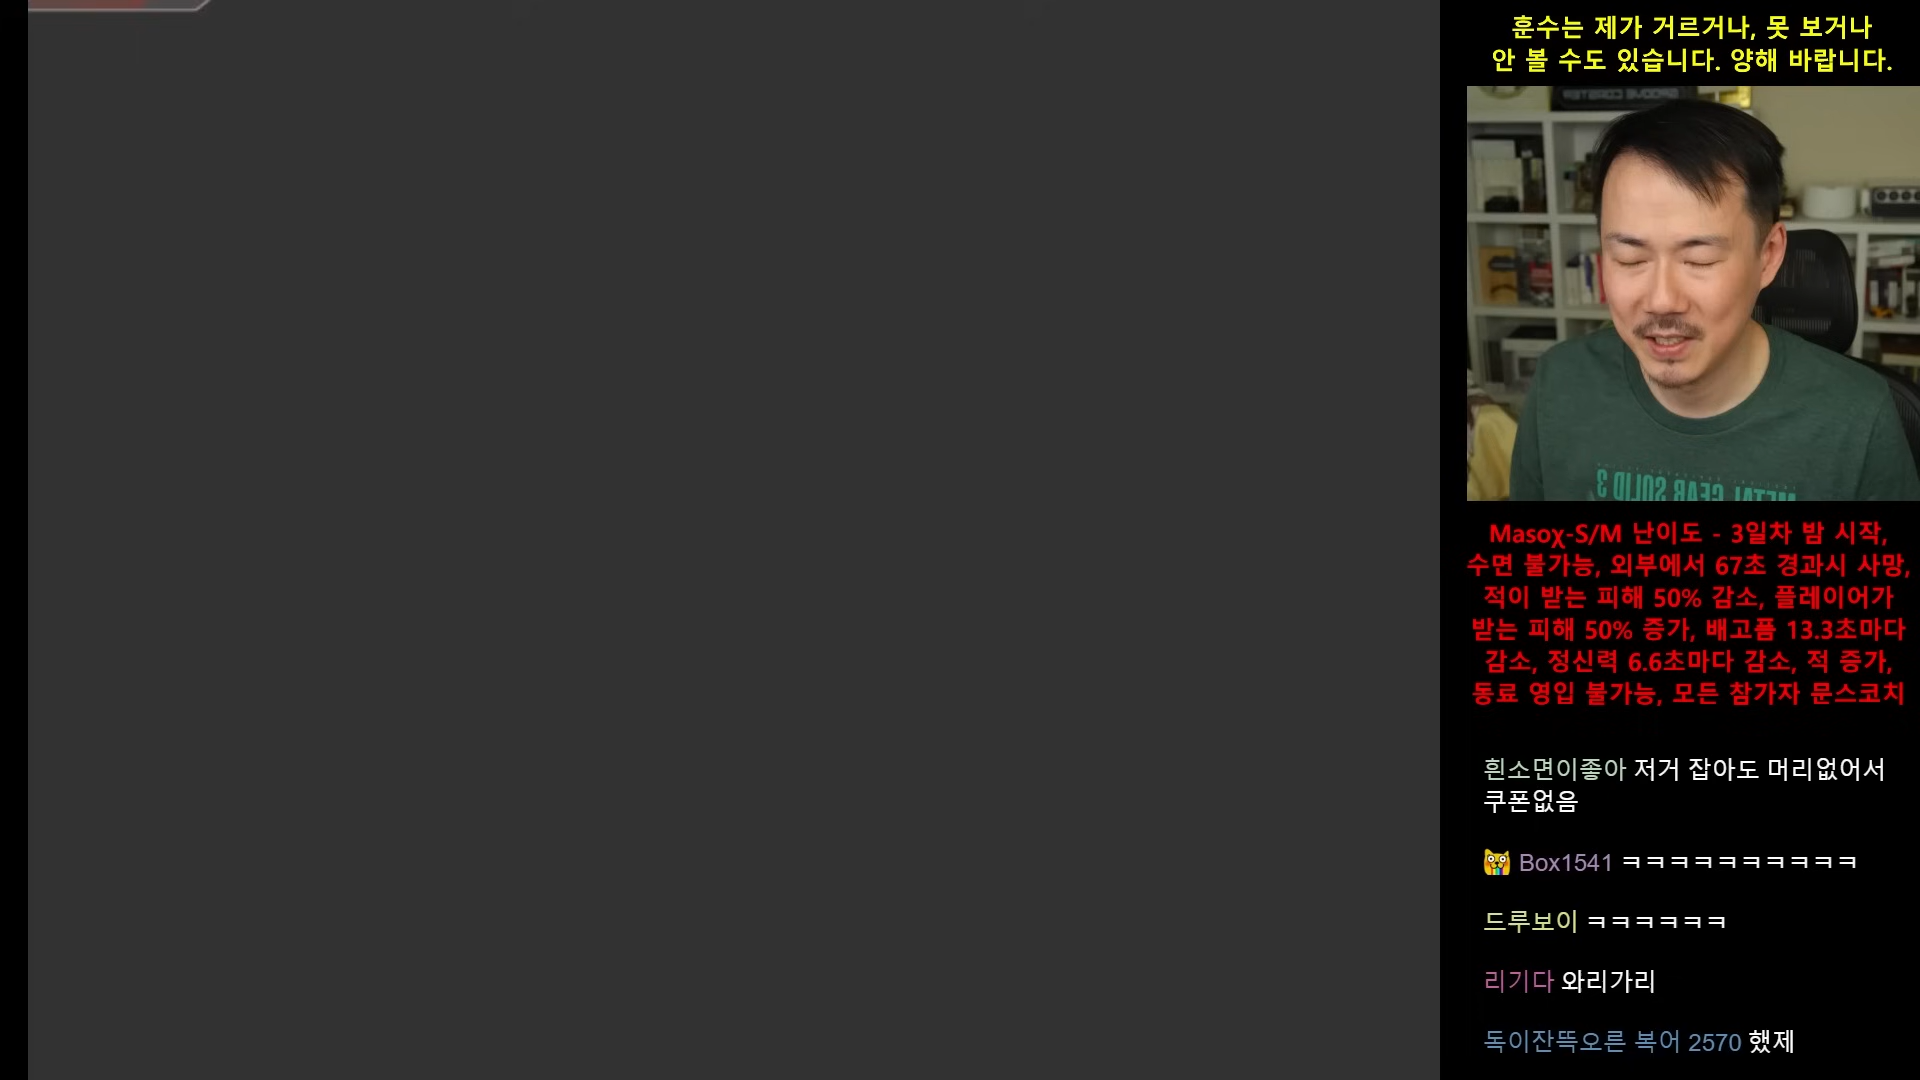 훈수는 제가 거르거나, 못 보거나
안 볼 수도 있습니다. 양해 바랍니다.
METAL GEAR SOLID 3
Masoχ-S/M 난이도 - 3일차 밤 시작,
수면 불가능, 외부에서 67초 경과시 사망,
적이 받는 피해 50% 감소, 플레이어가
받는 피해 50% 증가, 배고픔 13.3초마다
감소, 정신력 6.6초마다 감소, 적 증가,
동료 영입 불가능, 모든 참가자 문스코치
흰소면이좋아 저거 잡아도 머리없어서
쿠폰없음
Box1541 ㅋㅋㅋㅋㅋㅋㅋㅋㅋㅋ
드루보이 ㅋㅋㅋㅋㅋㅋ
리기다 와리가리
독이잔뜩오른 복어 2570 했제